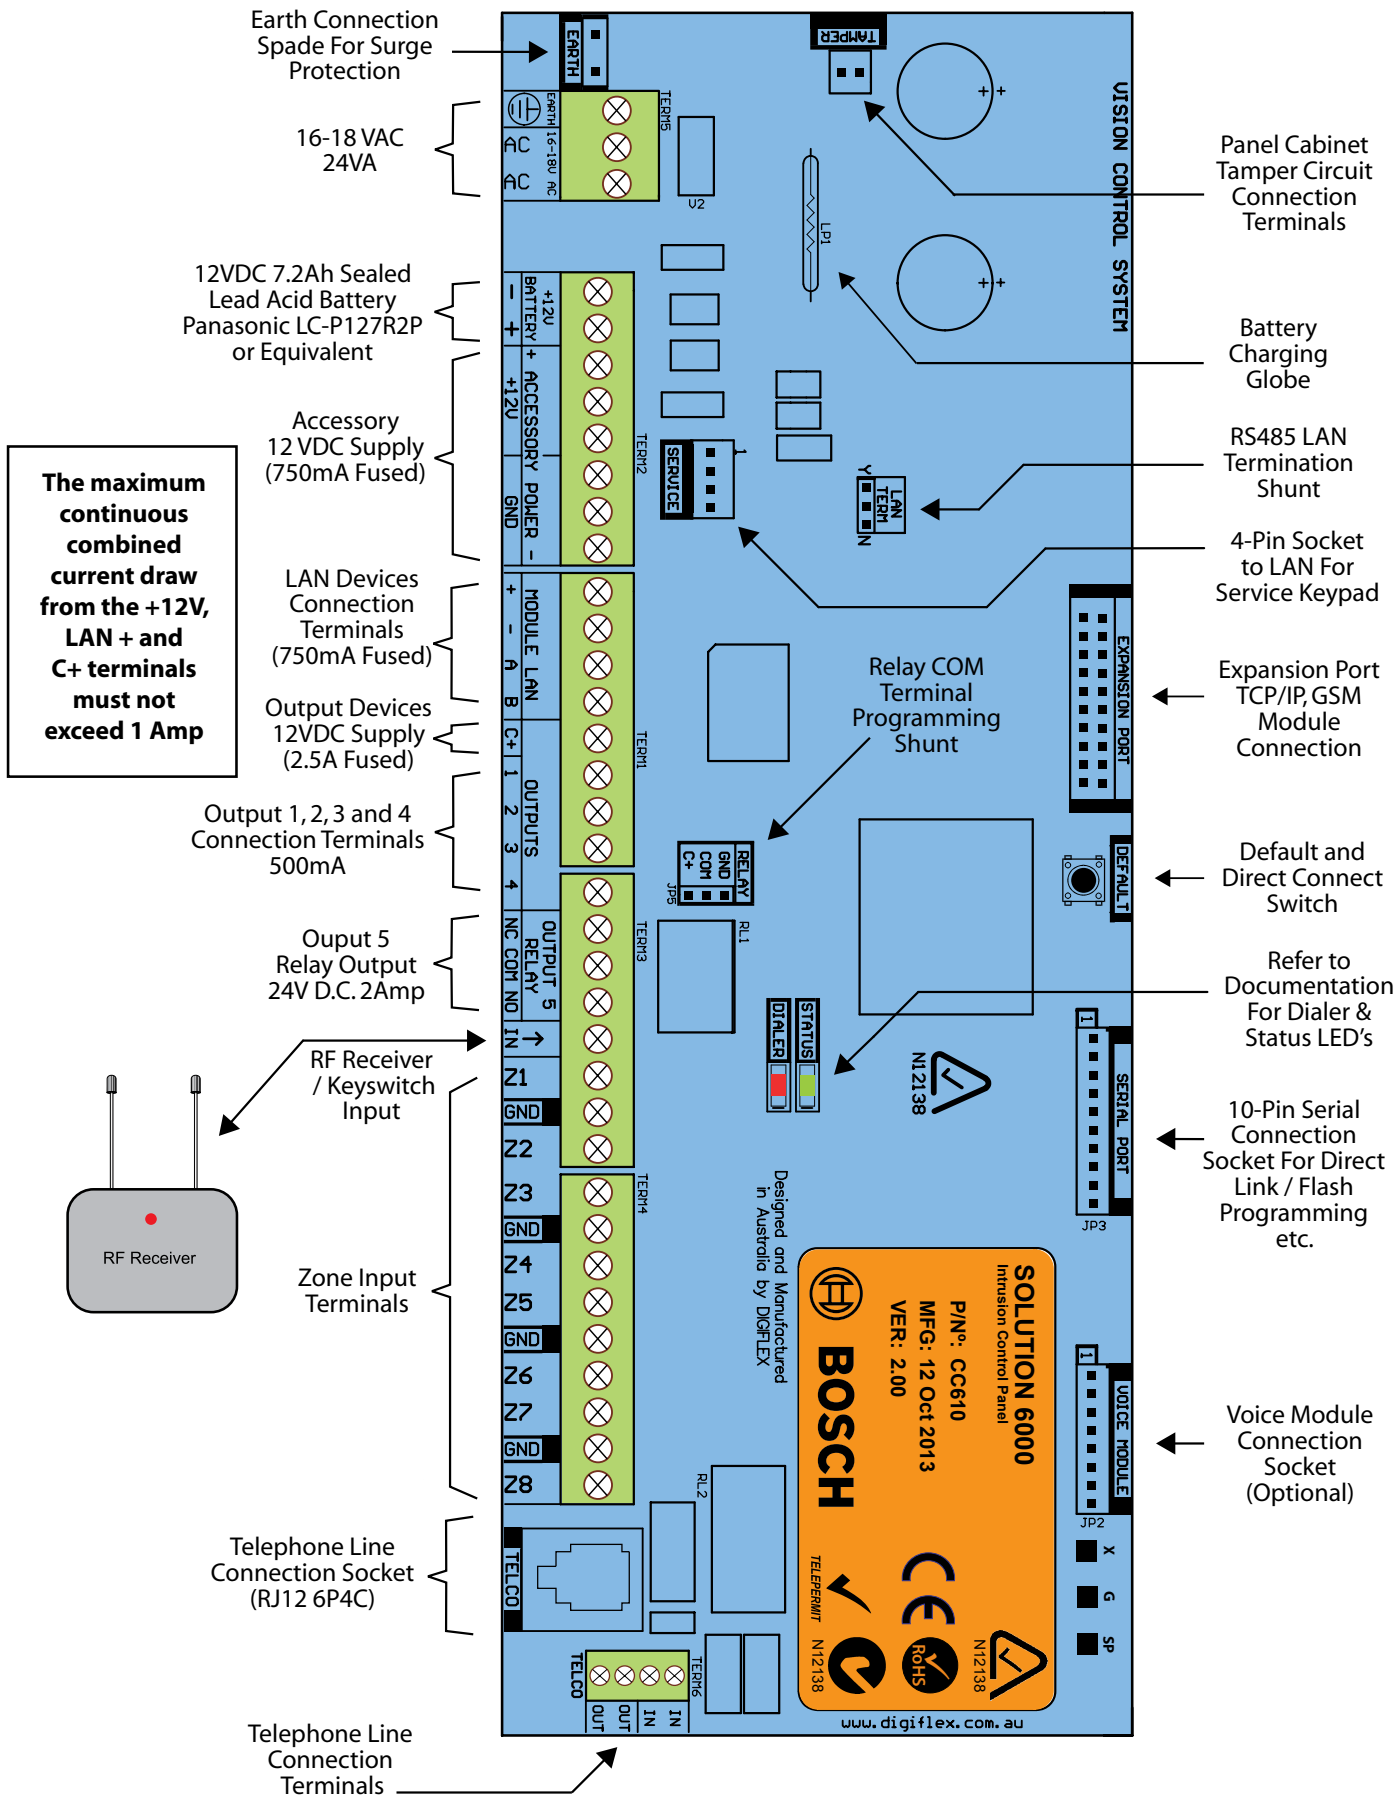 Earth Connection
Spade For Surge
Protection
16-18 VAC
24VA
12VDC 7.2Ah Sealed
Lead Acid Battery
Panasonic LC-P127R2P
or Equivalent
Accessory
12 VDC Supply
(750mA Fused)
The maximum
continuous
combined
current draw
from the +12V,
LAN + and
C+ terminals
must not
exceed 1 Amp
LAN Devices
Connection
Terminals
(750mA Fused)
Output Devices
12VDC Supply
(2.5A Fused)
Output 1, 2, 3 and 4
Connection Terminals
500mA
Ouput 5
Relay Output
24V D.C. 2Amp
RF Receiver
/ Keyswitch
Input
RF Receiver
Zone Input
Terminals
Telephone Line
Connection Socket
(RJ12 6P4C)
Telephone Line
Connection
Terminals
EARTH
EARTH
16-18V AC
AC
AC
TERM5
V2
- +
+12V
BATTERY
+ ACCESSORY POWER -
+12V
GND
TERM2
MODULE LAN
+
-
A
B
C+
1
2
3
4
OUTPUTS
TERM1
NC COM NO
OUTPUT 5
RELAY
TERM3
IN →
Z1
GND
Z2
Z3
GND
Z4
Z5
GND
Z6
Z7
GND
Z8
TERM4
TELCO
TELCO
OUT
OUT
IN
IN
TERM6
TAMPER
+ +
+ +
LP1
VISION CONTROL SYSTEM
SERVICE
1
Y
LAN
TERM
N
Relay COM
Terminal
Programming
Shunt
RELAY
GND
COM
C+
JP5
RL1
DIALER
STATUS
N12138
EXPANSION PORT
DEFAULT
1
SERIAL PORT
JP3
1
VOICE MODULE
JP2
X
G
SP
RL2
Designed and Manufactured
in Australia by DIGIFLEX
SOLUTION 6000
Intrusion Control Panel
P/Nº: CC610
MFG: 12 Oct 2013
VER: 2.00
BOSCH
TELEPERMIT
CE
N12138
RoHS
N12138
www.digiflex.com.au
Panel Cabinet
Tamper Circuit
Connection
Terminals
Battery
Charging
Globe
RS485 LAN
Termination
Shunt
4-Pin Socket
to LAN For
Service Keypad
Expansion Port
TCP/IP, GSM
Module
Connection
Default and
Direct Connect
Switch
Refer to
Documentation
For Dialer &
Status LED's
10-Pin Serial
Connection
Socket For Direct
Link / Flash
Programming
etc.
Voice Module
Connection
Socket
(Optional)